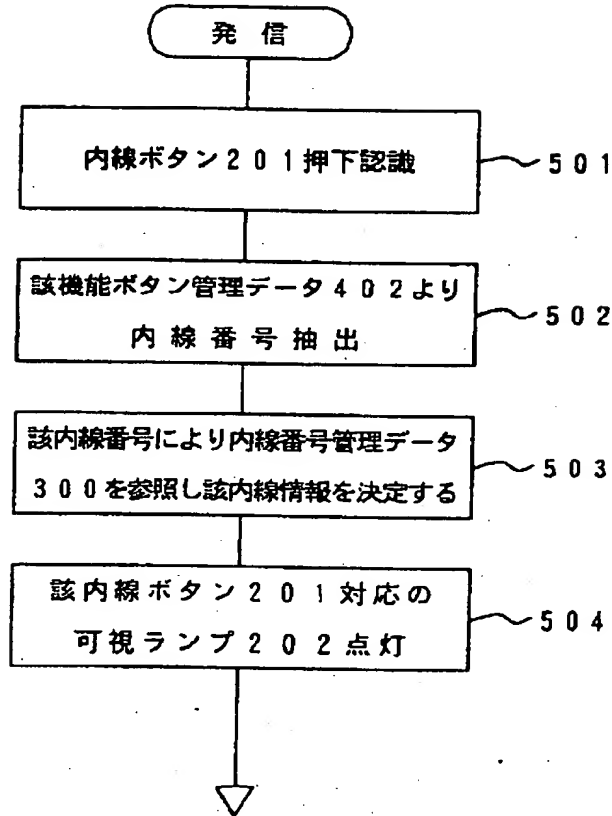 発信
内線ボタン201押下認識
501
該機能ボタン管理データ402より
内線番号抽出
502
該内線番号により内線番号管理データ
300を参照し該内線情報を決定する
503
該内線ボタン201対応の
可視ランプ202点灯
504